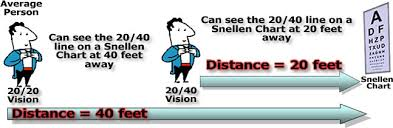 Average
Person
Can see the 20/40
line on a Snellen
Chart at 40 feet
away
Can see the 20/40 line on a
Snellen Chart at 20 feet
away
A
D F
H Z P
T X U D
Distance = 20 feet
20/20
Vision
20/40
Vision
Snellen
Chart
Distance = 40 feet